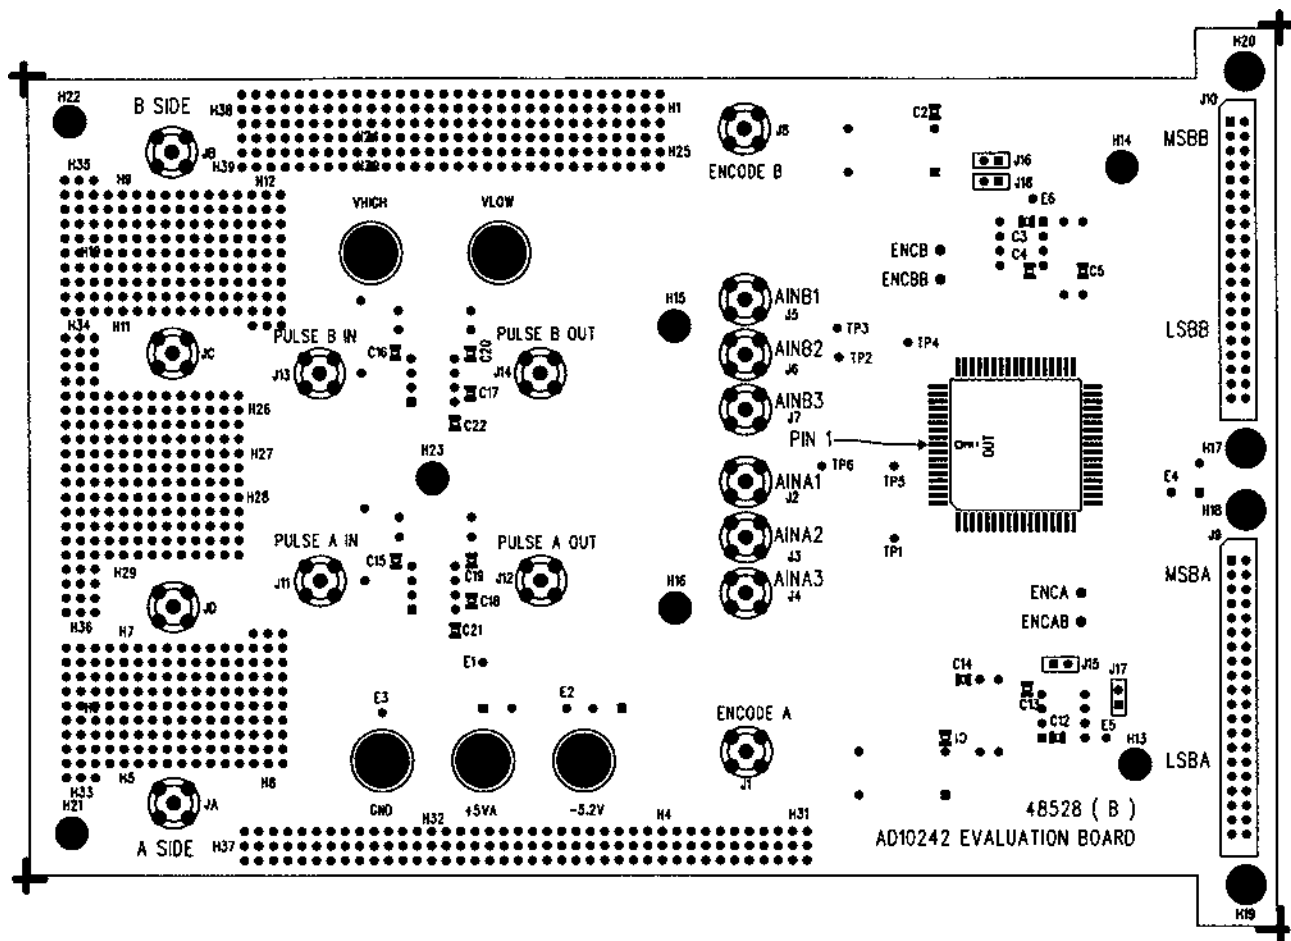 H20
H22
B SIDE
H38
H1
J10
C2
MSBB
J8
H14
J16
H25
H39
JB
ENCODE B
J18
H35
H9
H12
E6
VHIGH
VLOW
C3
H10
ENCB
C4
C5
ENCBB
AINB1
H15
J5
H34
H11
TP3
TP4
LSBB
PULSE B IN
PULSE B OUT
AINB2
JC
C16
C20
TP2
J6
J13
J14
C17
AINB3
H26
J7
C22
PIN 1
OUT
H23
H17
H27
TP6
TP5
E4
AINA1
H28
J2
H18
J9
PULSE A IN
PULSE A OUT
AINA2
TP1
J3
H29
C15
C19
MSBA
J11
J12
H16
AINA3
ENCA
C18
J4
JD
H36
ENCAB
H7
C21
E1
C14
J15
J17
E3
E2
C13
ENCODE A
C12
E5
H13
C1
LSBA
H5
H6
H33
J1
H21
JA
GND
+5VA
-5.2V
48528 ( B )
H32
H4
H31
A SIDE
H37
AD10242 EVALUATION BOARD
H19